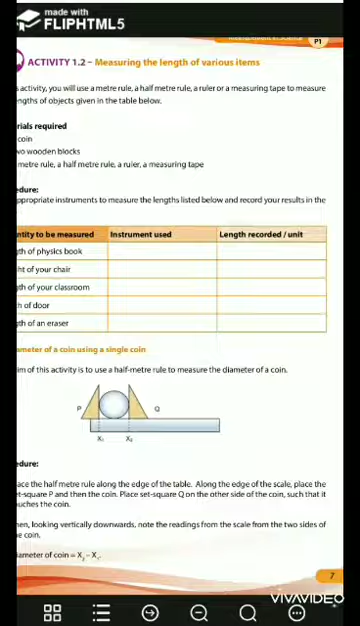 made with
FLIPHTML5
P1
ACTIVITY 1.2 – Measuring the length of various items
s activity, you will use a metre rule, a half metre rule, a ruler or a measuring tape to measure
engths of objects given in the table below.
rials required
coin
wo wooden blocks
metre rule, a half metre rule, a ruler, a measuring tape
edure:
ppropriate instruments to measure the lengths listed below and record your results in the
ntity to be measured Instrument used Length recorded / unit
gth of physics book
ht of your chair
gth of your classroom
h of door
gth of an eraser
ameter of a coin using a single coin
im of this activity is to use a half-metre rule to measure the diameter of a coin.
P Q
X₁ X₂
edure:
ace the half metre rule along the edge of the table. Along the edge of the scale, place the
et-square P and then the coin. Place set-square Q on the other side of the coin, such that it
uches the coin.
hen, looking vertically downwards, note the readings from the scale from the two sides of
e coin.
iameter of coin = X₂ – X₁.
7
VIVAVIDEO